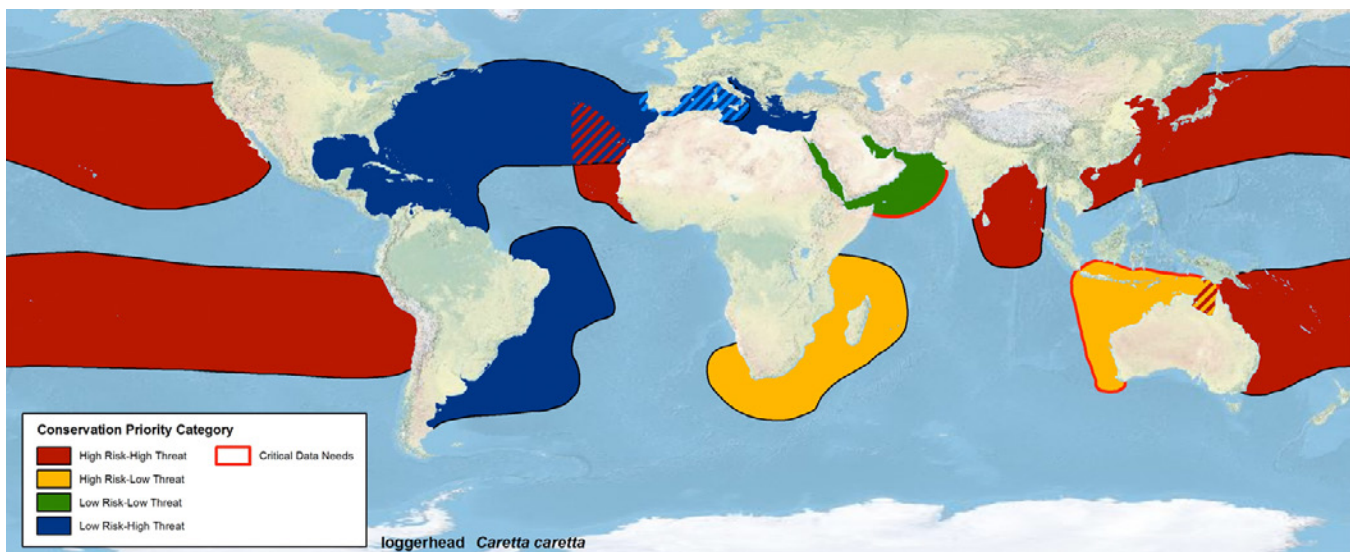 Conservation Priority Category
High Risk-High Threat
Critical Data Needs
High Risk-Low Threat
Low Risk-Low Threat
Low Risk-High Threat
loggerhead Caretta caretta